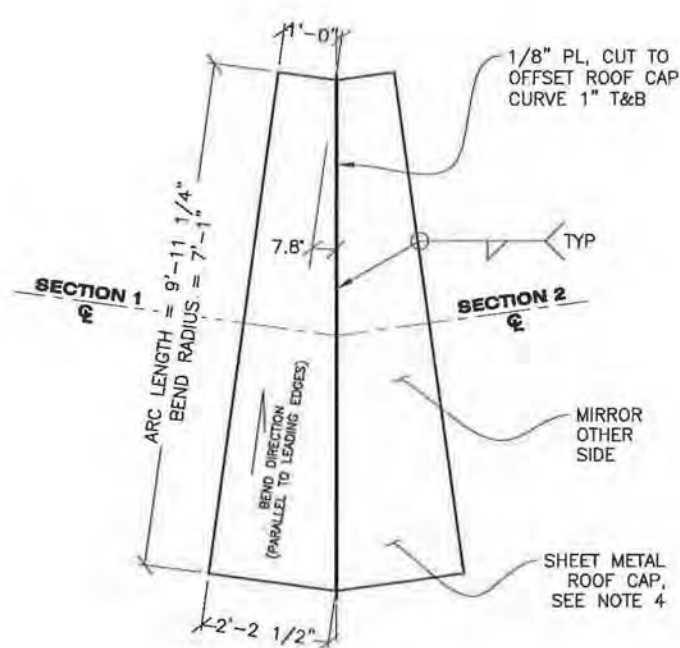 1'-0"
1/8" PL, CUT TO
OFFSET ROOF CAP
CURVE 1" T&B
ARC LENGTH = 9'-11 1/4"
BEND RADIUS = 7'-1"
7.8°
TYP
SECTION 1
SECTION 2
BEND DIRECTION
(PARALLEL TO LEADING EDGES)
MIRROR
OTHER
SIDE
SHEET METAL
ROOF CAP,
SEE NOTE 4
2'-2 1/2"